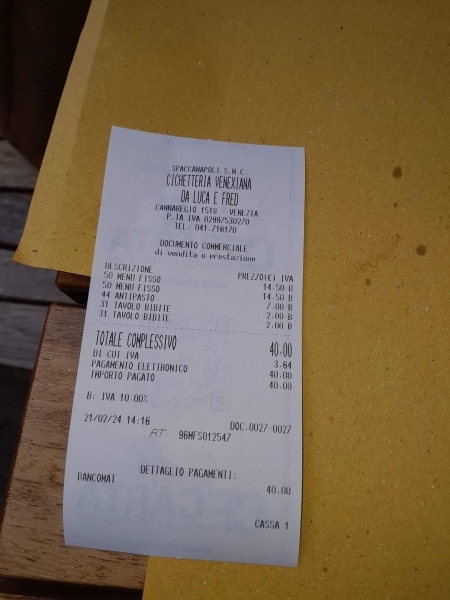 SPACCANAPOLI S.N.C.
CICHETTERIA VENEXIANA
DA LUCA E FRED
CANNAREGIO 1518 - VENEZIA
P.IA IVA 02997530270
TEL. 041.716170
DOCUMENTO COMMERCIALE
di vendita o prestazione
DESCRIZIONE PREZZO(€) IVA
50 MENU FISSO 14.50 B
50 MENU FISSO 14.50 B
44 ANTIPASTO 7.00 B
31 TAVOLO BIBITE 2.00 B
31 TAVOLO BIBITE 2.00 B
TOTALE COMPLESSIVO 40.00
DI CUI IVA 3.64
PAGAMENTO ELETTRONICO 40.00
IMPORTO PAGATO 40.00
B: IVA 10.00%
21/02/24 14:16 DOC.0027-0027
RT 96MFS012547
DETTAGLIO PAGAMENTI:
BANCOMAT 40.00
CASSA 1